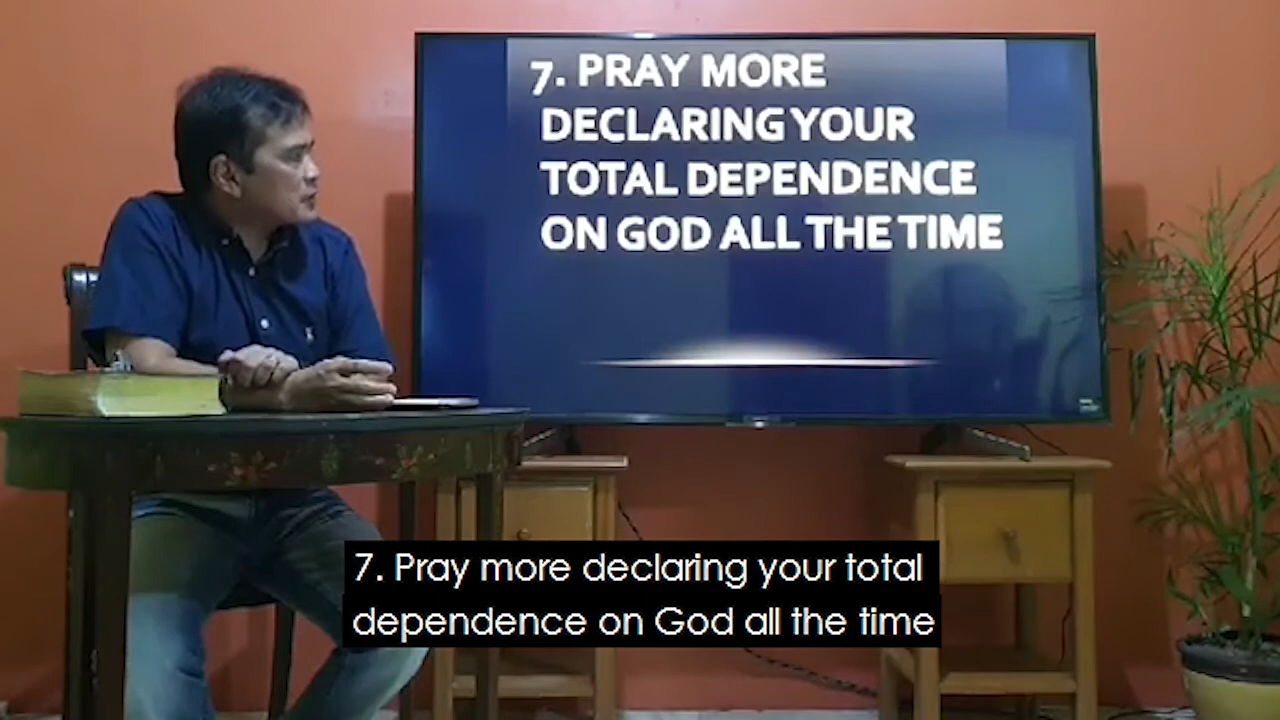 7. PRAY MORE
DECLARING YOUR
TOTAL DEPENDENCE
ON GOD ALL THE TIME
7. Pray more declaring your total
dependence on God all the time